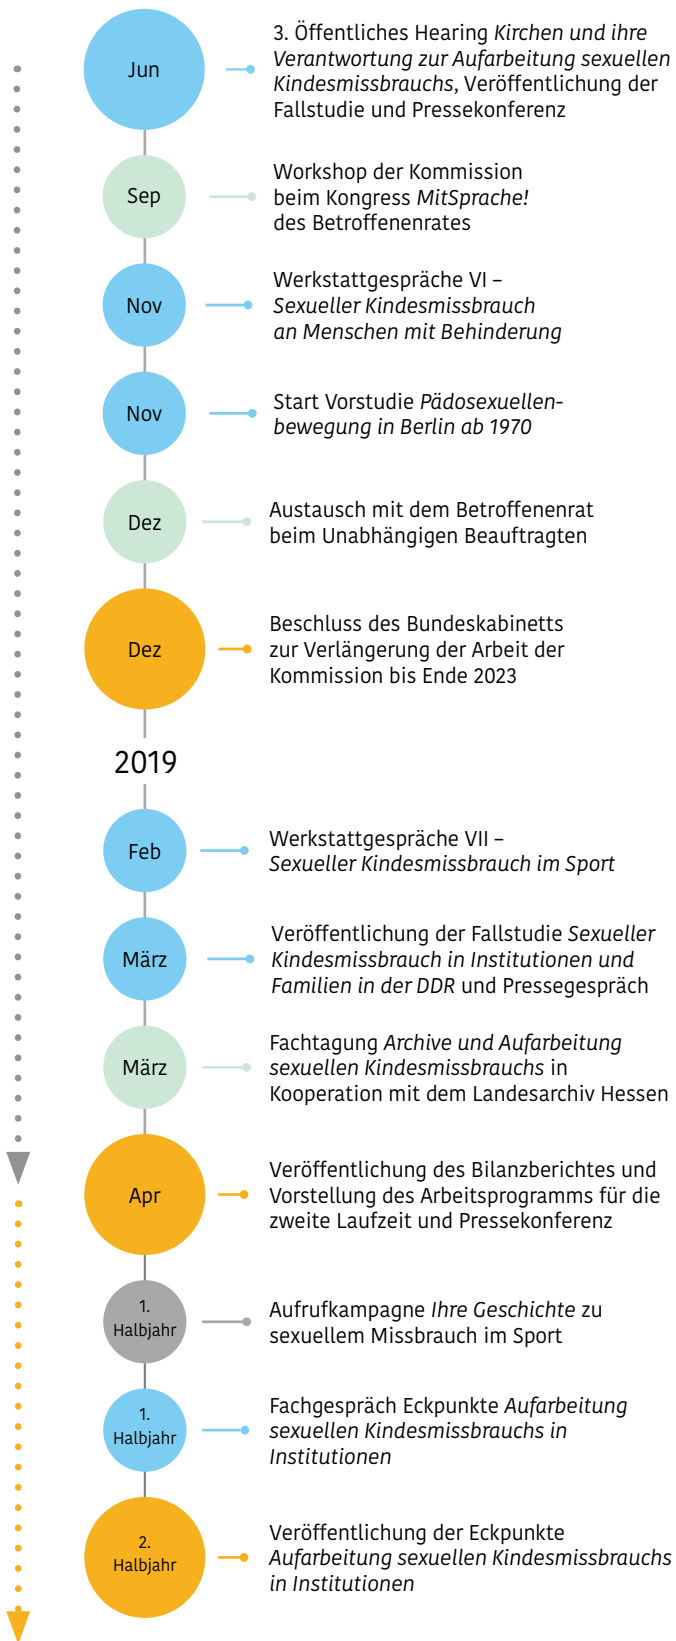 Jun
3. Öffentliches Hearing Kirchen und ihre
Verantwortung zur Aufarbeitung sexuellen
Kindesmissbrauchs, Veröffentlichung der
Fallstudie und Pressekonferenz
Sep
Workshop der Kommission
beim Kongress MitSprache!
des Betroffenenrates
Nov
Werkstattgespräche VI –
Sexueller Kindesmissbrauch
an Menschen mit Behinderung
Nov
Start Vorstudie Pädosexuellen-
bewegung in Berlin ab 1970
Dez
Austausch mit dem Betroffenenrat
beim Unabhängigen Beauftragten
Dez
Beschluss des Bundeskabinetts
zur Verlängerung der Arbeit der
Kommission bis Ende 2023
2019
Feb
Werkstattgespräche VII –
Sexueller Kindesmissbrauch im Sport
März
Veröffentlichung der Fallstudie Sexueller
Kindesmissbrauch in Institutionen und
Familien in der DDR und Pressegespräch
März
Fachtagung Archive und Aufarbeitung
sexuellen Kindesmissbrauchs in
Kooperation mit dem Landesarchiv Hessen
Apr
Veröffentlichung des Bilanzberichtes und
Vorstellung des Arbeitsprogramms für die
zweite Laufzeit und Pressekonferenz
1.
Halbjahr
Aufrufkampagne Ihre Geschichte zu
sexuellem Missbrauch im Sport
1.
Halbjahr
Fachgespräch Eckpunkte Aufarbeitung
sexuellen Kindesmissbrauchs in
Institutionen
2.
Halbjahr
Veröffentlichung der Eckpunkte
Aufarbeitung sexuellen Kindesmissbrauchs
in Institutionen